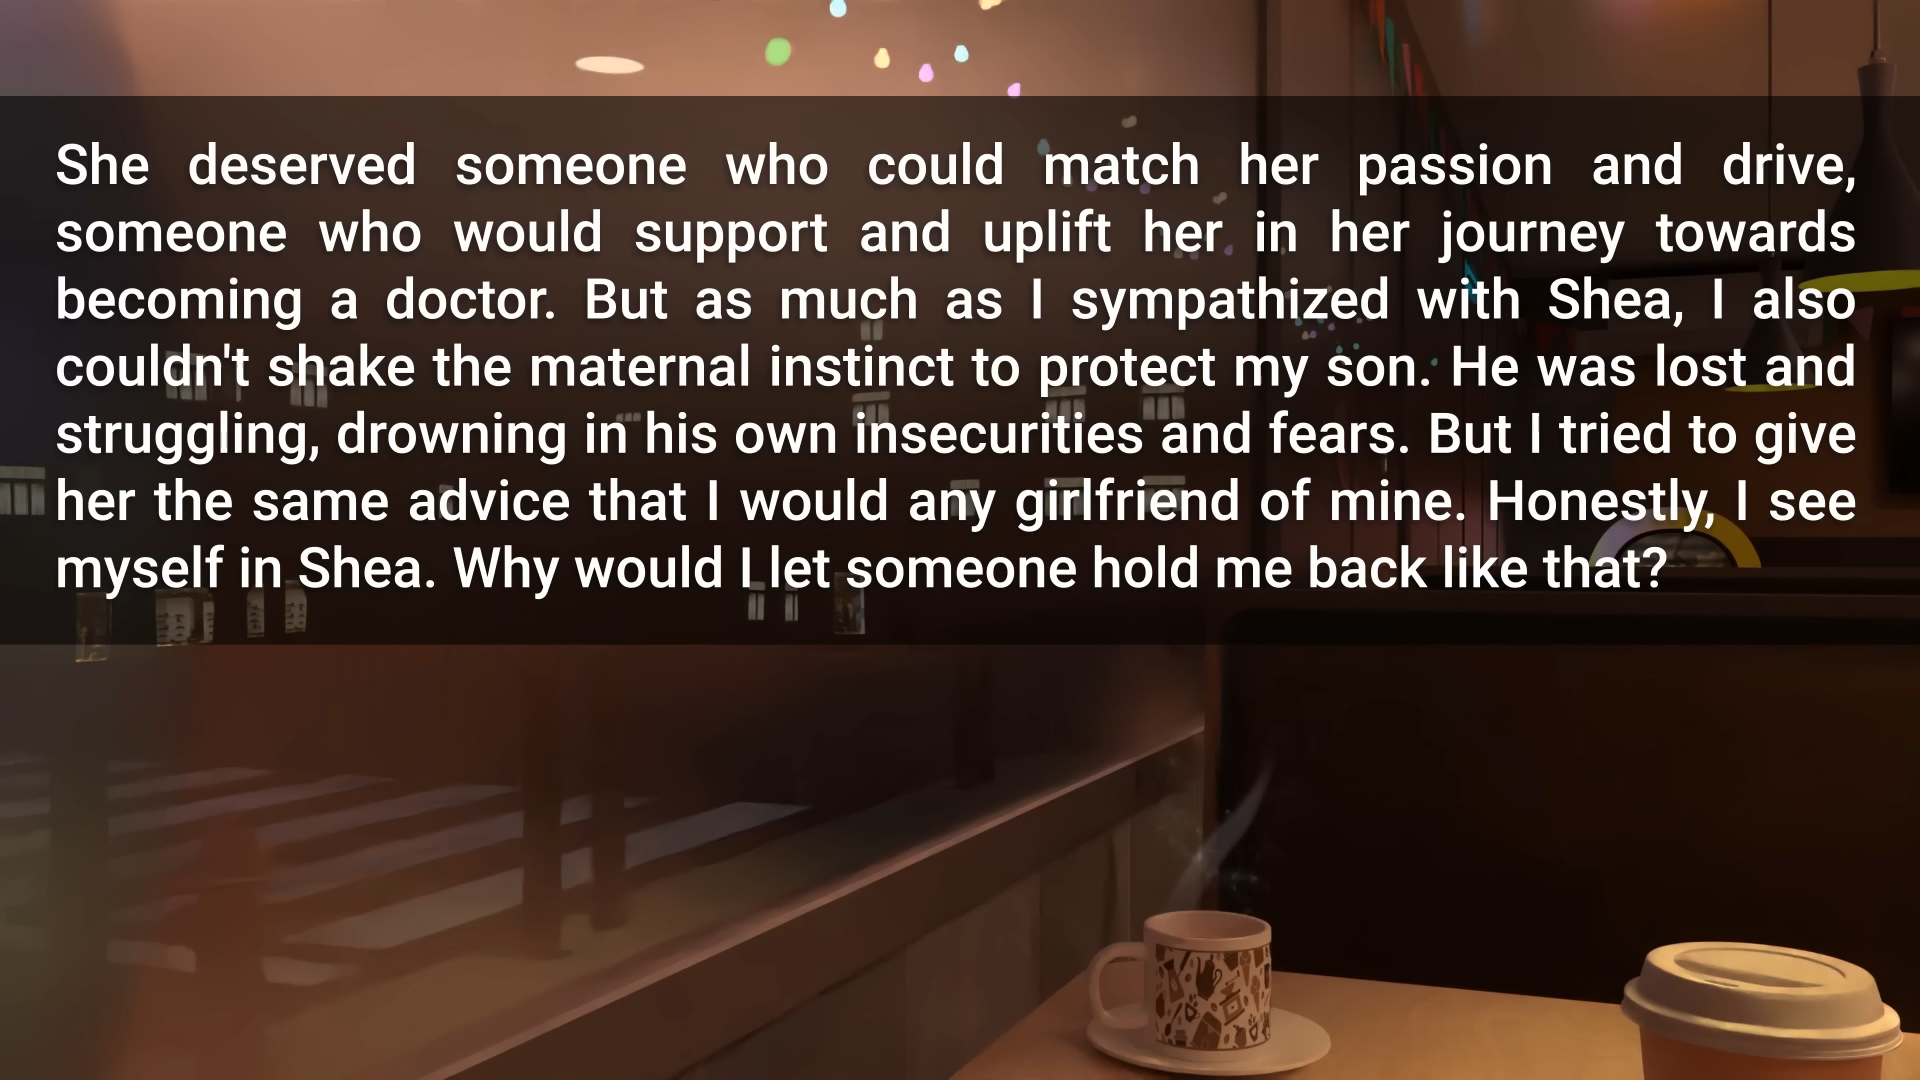 She deserved someone who could match her passion and drive,
someone who would support and uplift her in her journey towards
becoming a doctor. But as much as I sympathized with Shea, I also
couldn't shake the maternal instinct to protect my son. He was lost and
struggling, drowning in his own insecurities and fears. But I tried to give
her the same advice that I would any girlfriend of mine. Honestly, I see
myself in Shea. Why would I let someone hold me back like that?